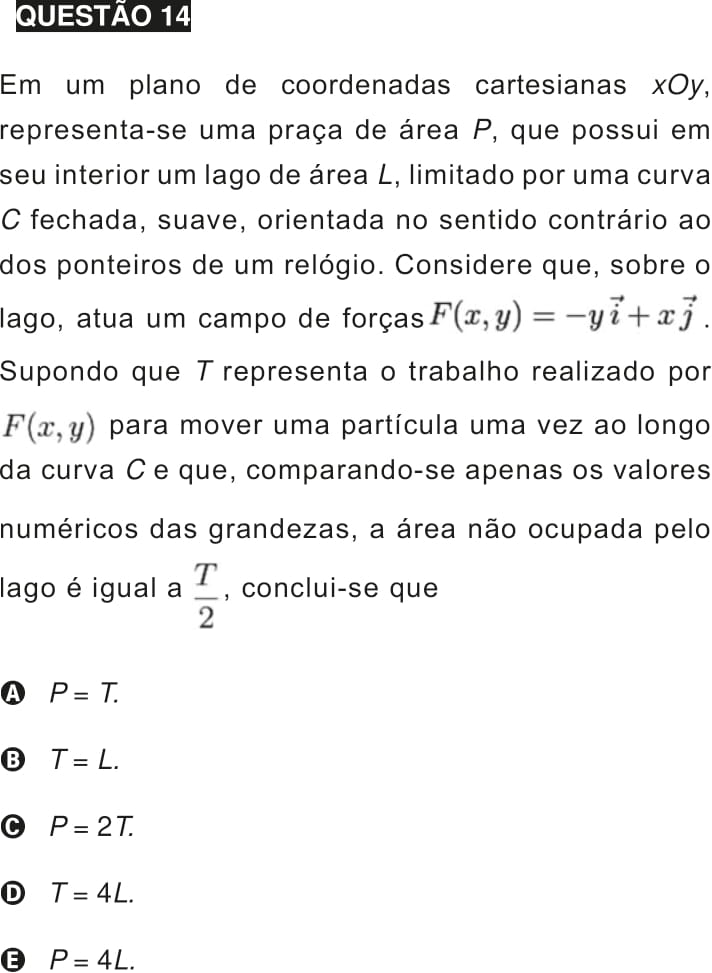 QUESTÃO 14
Em um plano de coordenadas cartesianas xOy,
representa-se uma praça de área P, que possui em
seu interior um lago de área L, limitado por uma curva
C fechada, suave, orientada no sentido contrário ao
dos ponteiros de um relógio. Considere que, sobre o
lago, atua um campo de forças F(x, y) = −y i⃗ + x j⃗ .
Supondo que T representa o trabalho realizado por
F(x, y) para mover uma partícula uma vez ao longo
da curva C e que, comparando-se apenas os valores
numéricos das grandezas, a área não ocupada pelo
lago é igual a T/2, conclui-se que
A P = T.
B T = L.
C P = 2T.
D T = 4L.
E P = 4L.